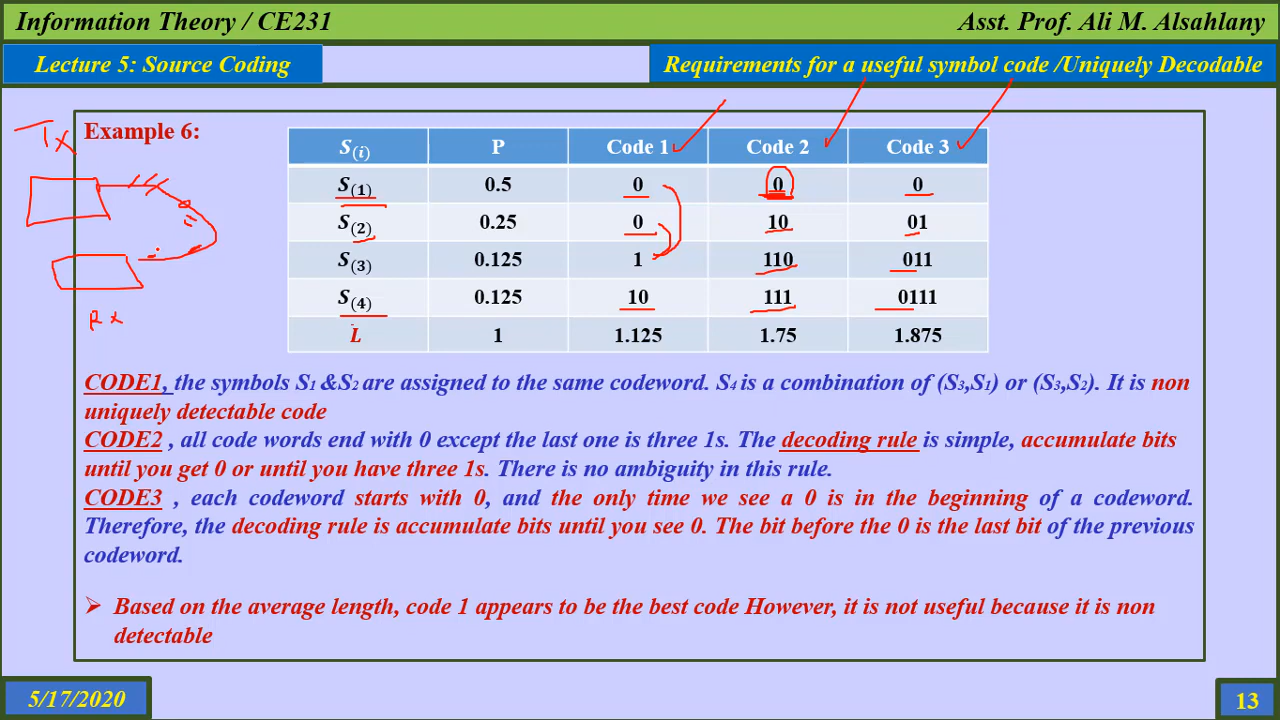 Information Theory / CE231
Asst. Prof. Ali M. Alsahlany
Lecture 5: Source Coding
Requirements for a useful symbol code /Uniquely Decodable
Tx
Example 6:
S(i) P Code 1 Code 2 Code 3
S(1) 0.5 0 0 0
S(2) 0.25 0 10 01
S(3) 0.125 1 110 011
S(4) 0.125 10 111 0111
L 1 1.125 1.75 1.875
Rx
CODE1, the symbols S1 &S2 are assigned to the same codeword. S4 is a combination of (S3,S1) or (S3,S2). It is non
uniquely detectable code
CODE2 , all code words end with 0 except the last one is three 1s. The decoding rule is simple, accumulate bits
until you get 0 or until you have three 1s. There is no ambiguity in this rule.
CODE3 , each codeword starts with 0, and the only time we see a 0 is in the beginning of a codeword.
Therefore, the decoding rule is accumulate bits until you see 0. The bit before the 0 is the last bit of the previous
codeword.
➢ Based on the average length, code 1 appears to be the best code However, it is not useful because it is non
detectable
5/17/2020
13